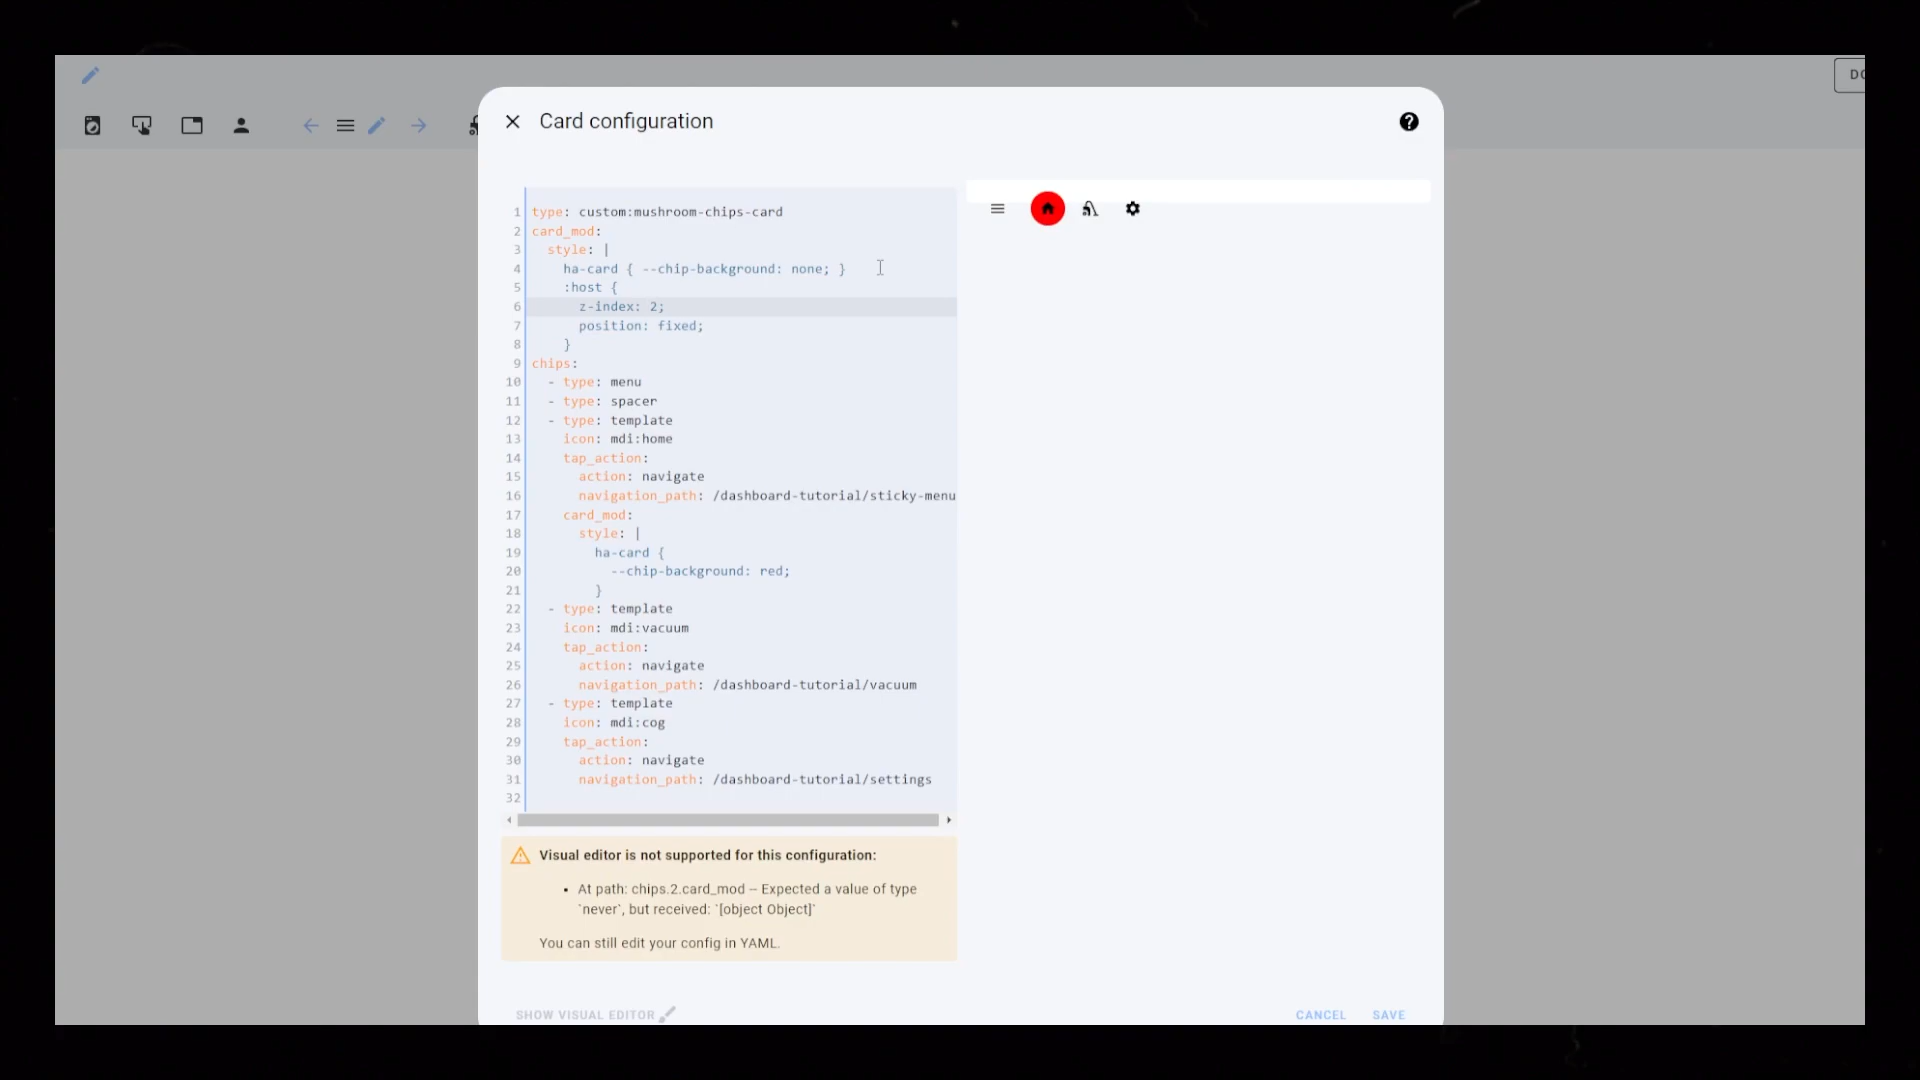 DO
Card configuration
1 type: custom:mushroom-chips-card
2 card_mod:
3 style: |
4 ha-card { --chip-background: none; }
5 :host {
6 z-index: 2;
7 position: fixed;
8 }
9 chips:
10 - type: menu
11 - type: spacer
12 - type: template
13 icon: mdi:home
14 tap_action:
15 action: navigate
16 navigation_path: /dashboard-tutorial/sticky-menu
17 card_mod:
18 style: |
19 ha-card {
20 --chip-background: red;
21 }
22 - type: template
23 icon: mdi:vacuum
24 tap_action:
25 action: navigate
26 navigation_path: /dashboard-tutorial/vacuum
27 - type: template
28 icon: mdi:cog
29 tap_action:
30 action: navigate
31 navigation_path: /dashboard-tutorial/settings
32
Visual editor is not supported for this configuration:
• At path: chips.2.card_mod -- Expected a value of type
`never`, but received: `[object Object]`
You can still edit your config in YAML.
SHOW VISUAL EDITOR
CANCEL
SAVE